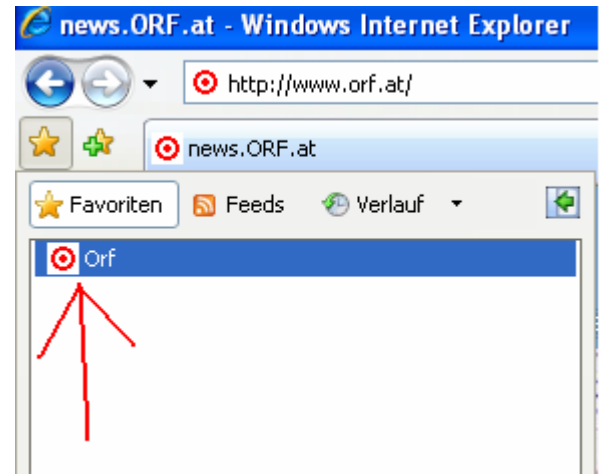 news.ORF.at - Windows Internet Explorer
http://www.orf.at/
news.ORF.at
Favoriten Feeds Verlauf
Orf